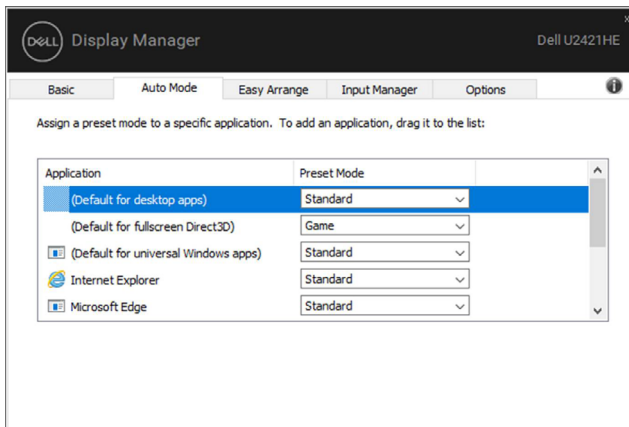 DELL Display Manager Dell U2421HE
Basic Auto Mode Easy Arrange Input Manager Options
Assign a preset mode to a specific application. To add an application, drag it to the list:
Application Preset Mode
(Default for desktop apps) Standard
(Default for fullscreen Direct3D) Game
(Default for universal Windows apps) Standard
Internet Explorer Standard
Microsoft Edge Standard